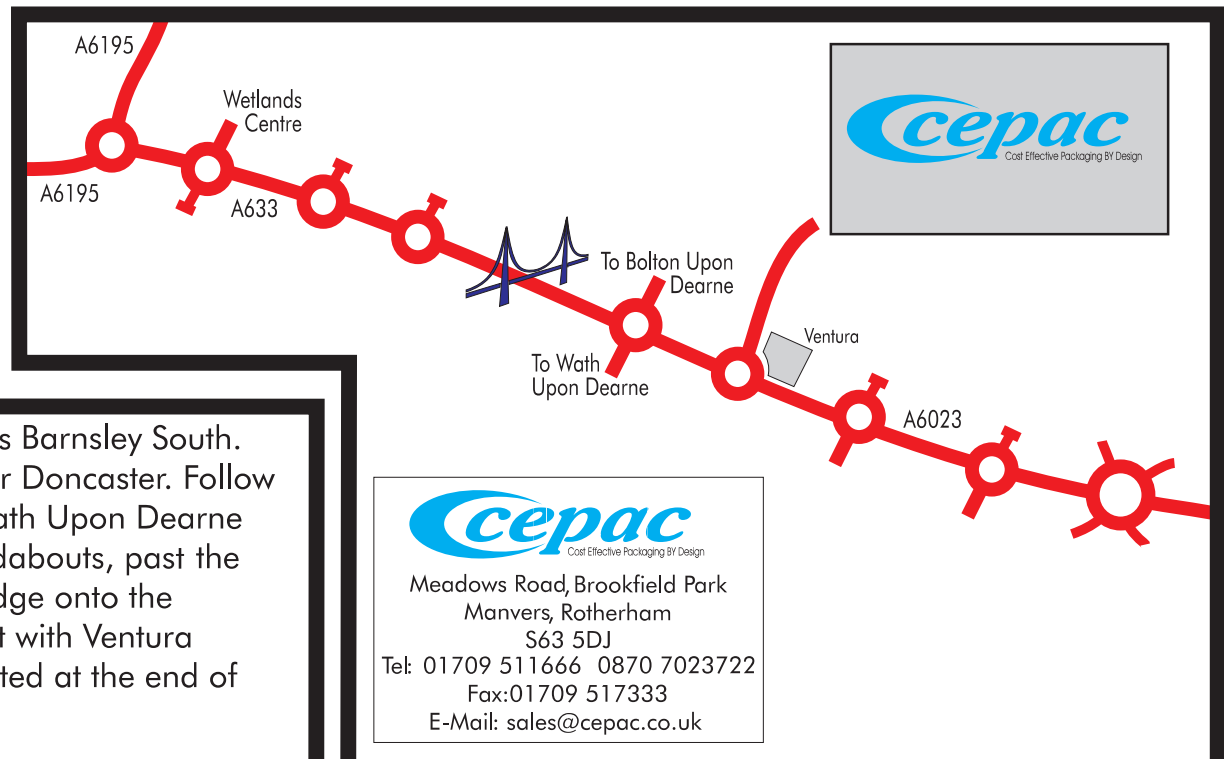 A6195
Wetlands
Centre
A6195
A633
cepac
Cost Effective Packaging BY Design
To Bolton Upon
Dearne
Ventura
To Wath
Upon Dearne
A6023
s Barnsley South.
r Doncaster. Follow
ath Upon Dearne
dabouts, past the
dge onto the
t with Ventura
ted at the end of
cepac
Cost Effective Packaging BY Design
Meadows Road, Brookfield Park
Manvers, Rotherham
S63 5DJ
Tel: 01709 511666 0870 7023722
Fax:01709 517333
E-Mail: sales@cepac.co.uk